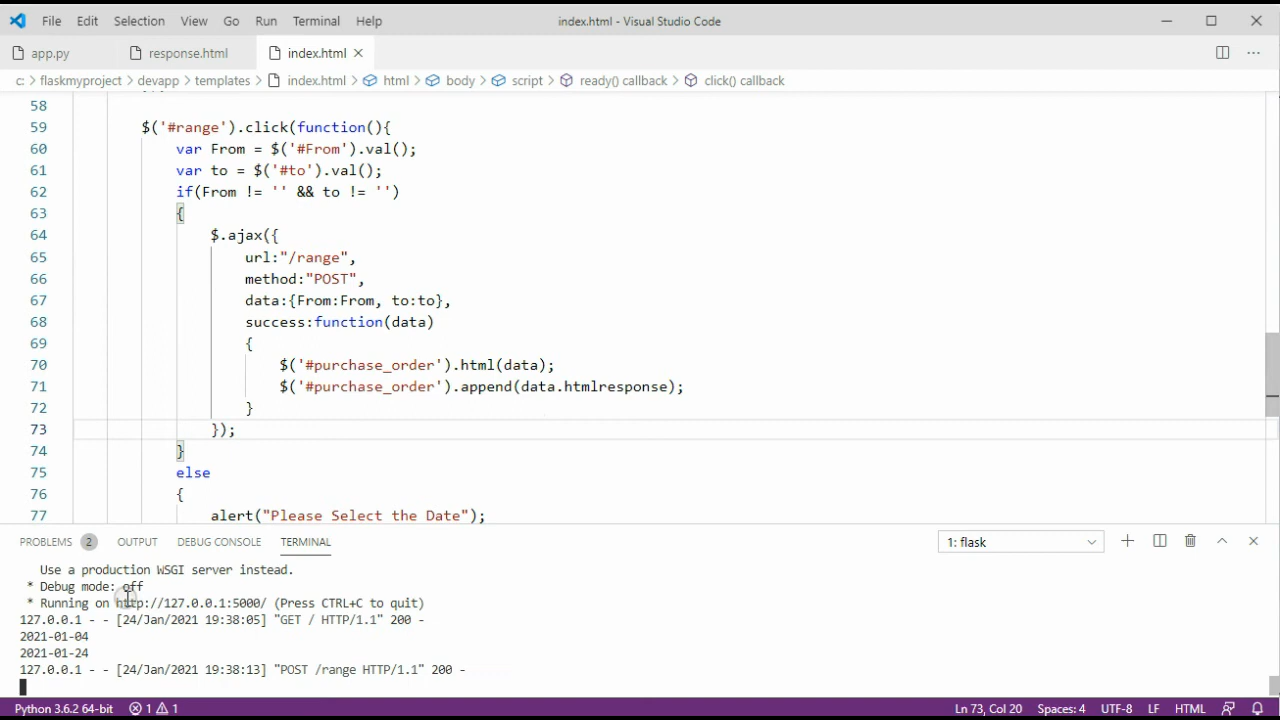 File Edit Selection View Go Run Terminal Help index.html - Visual Studio Code
app.py response.html index.html
c: > flaskmyproject > devapp > templates > index.html > html > body > script > ready() callback > click() callback
58
59 $('#range').click(function(){
60 var From = $('#From').val();
61 var to = $('#to').val();
62 if(From != '' && to != '')
63 {
64 $.ajax({
65 url:"/range",
66 method:"POST",
67 data:{From:From, to:to},
68 success:function(data)
69 {
70 $('#purchase_order').html(data);
71 $('#purchase_order').append(data.htmlresponse);
72 }
73 });
74 }
75 else
76 {
77 alert("Please Select the Date");
PROBLEMS 2 OUTPUT DEBUG CONSOLE TERMINAL 1: flask
Use a production WSGI server instead.
* Debug mode: off
* Running on http://127.0.0.1:5000/ (Press CTRL+C to quit)
127.0.0.1 - - [24/Jan/2021 19:38:05] "GET / HTTP/1.1" 200 -
2021-01-04
2021-01-24
127.0.0.1 - - [24/Jan/2021 19:38:13] "POST /range HTTP/1.1" 200 -
Python 3.6.2 64-bit 1 1 Ln 73, Col 20 Spaces: 4 UTF-8 LF HTML